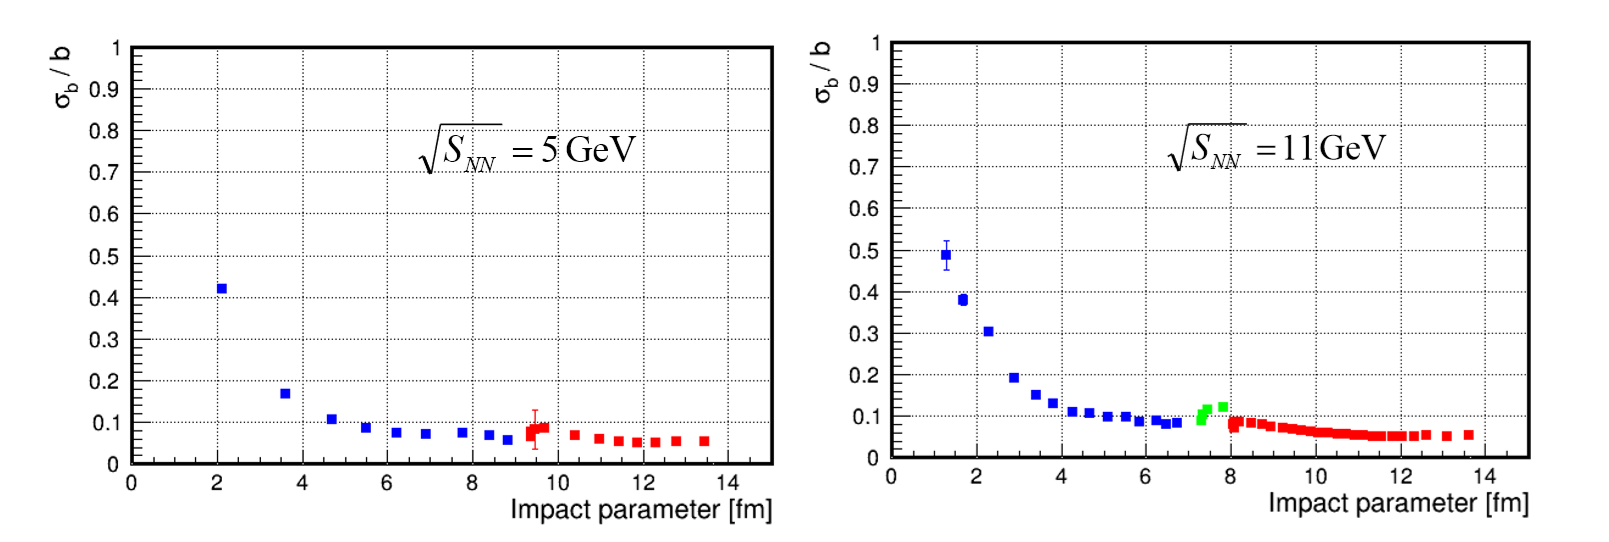 σb / b
1
0.9
0.8
0.7
0.6
0.5
0.4
0.3
0.2
0.1
0
√SNN = 5 GeV
0 2 4 6 8 10 12 14
Impact parameter [fm]
σb / b
1
0.9
0.8
0.7
0.6
0.5
0.4
0.3
0.2
0.1
0
√SNN = 11 GeV
0 2 4 6 8 10 12 14
Impact parameter [fm]